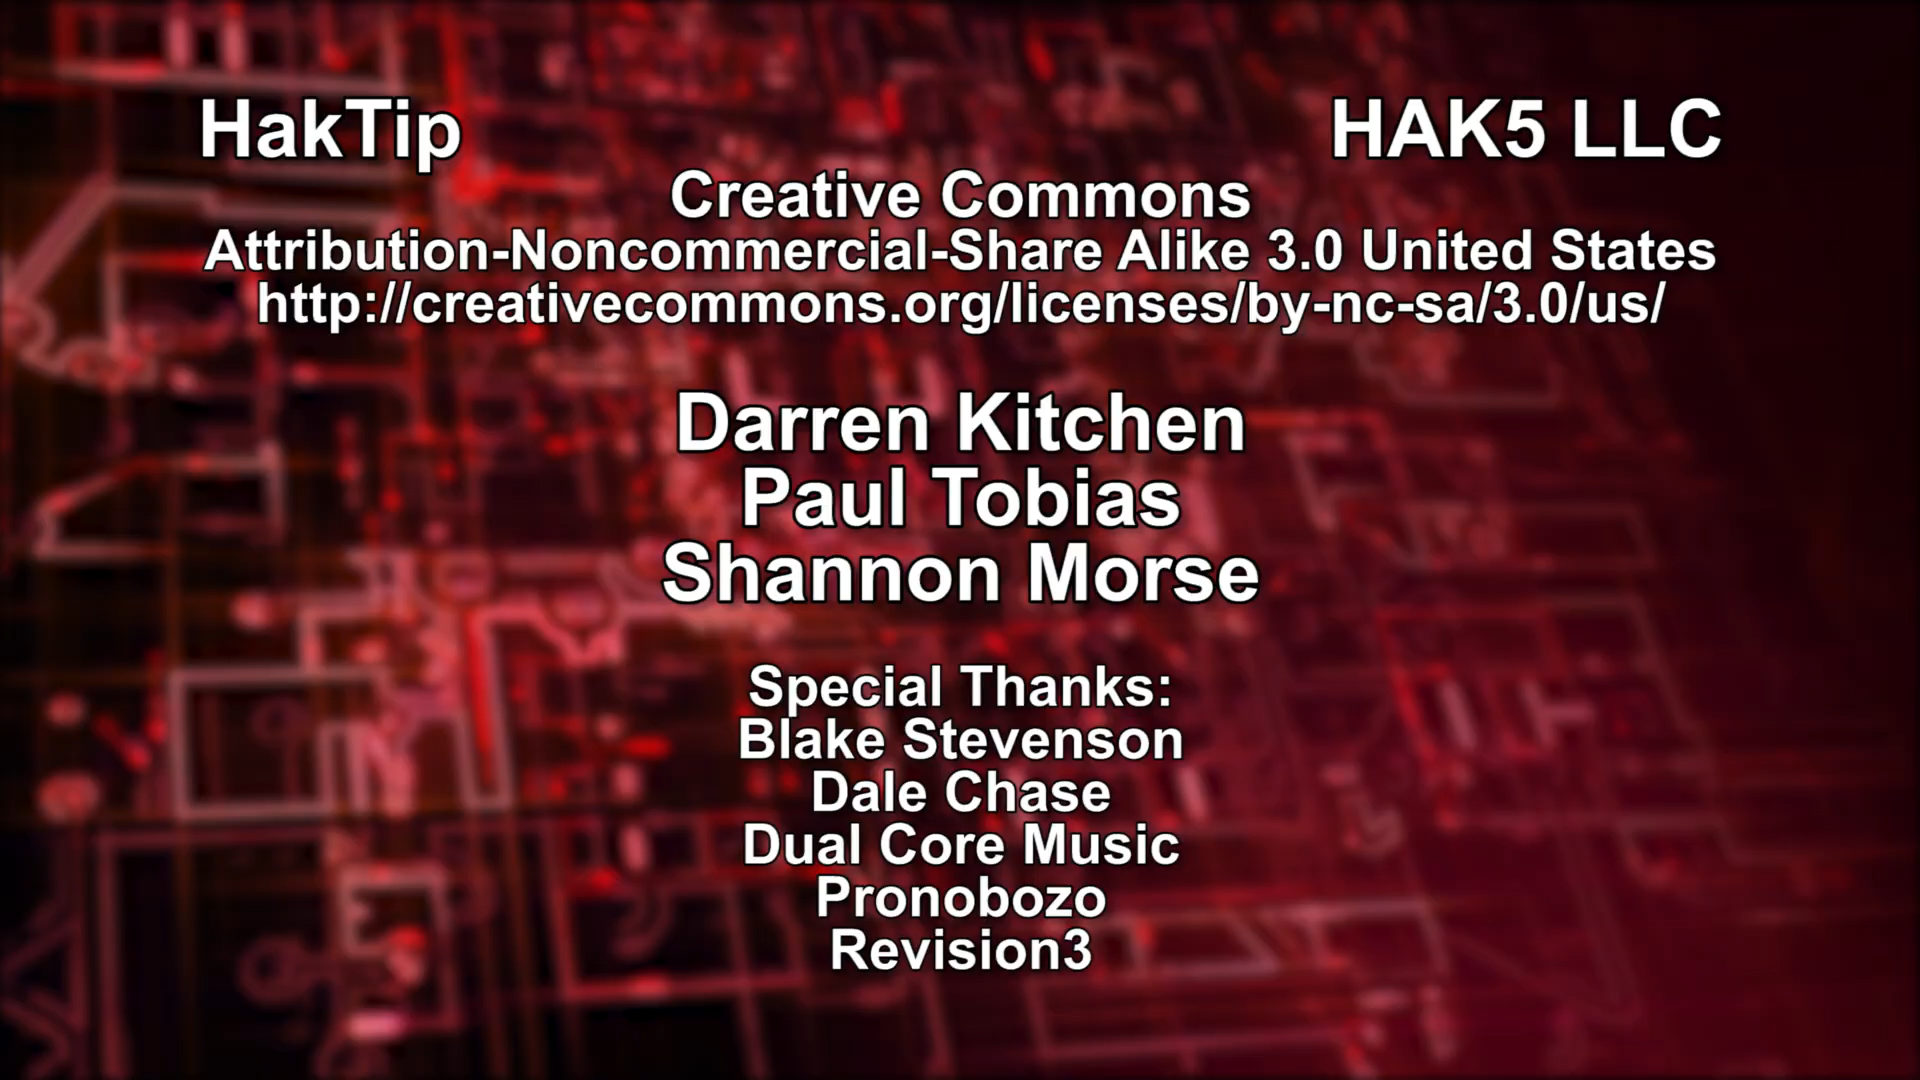 HakTip HAK5 LLC
Creative Commons
Attribution-Noncommercial-Share Alike 3.0 United States
http://creativecommons.org/licenses/by-nc-sa/3.0/us/
Darren Kitchen
Paul Tobias
Shannon Morse
Special Thanks:
Blake Stevenson
Dale Chase
Dual Core Music
Pronobozo
Revision3